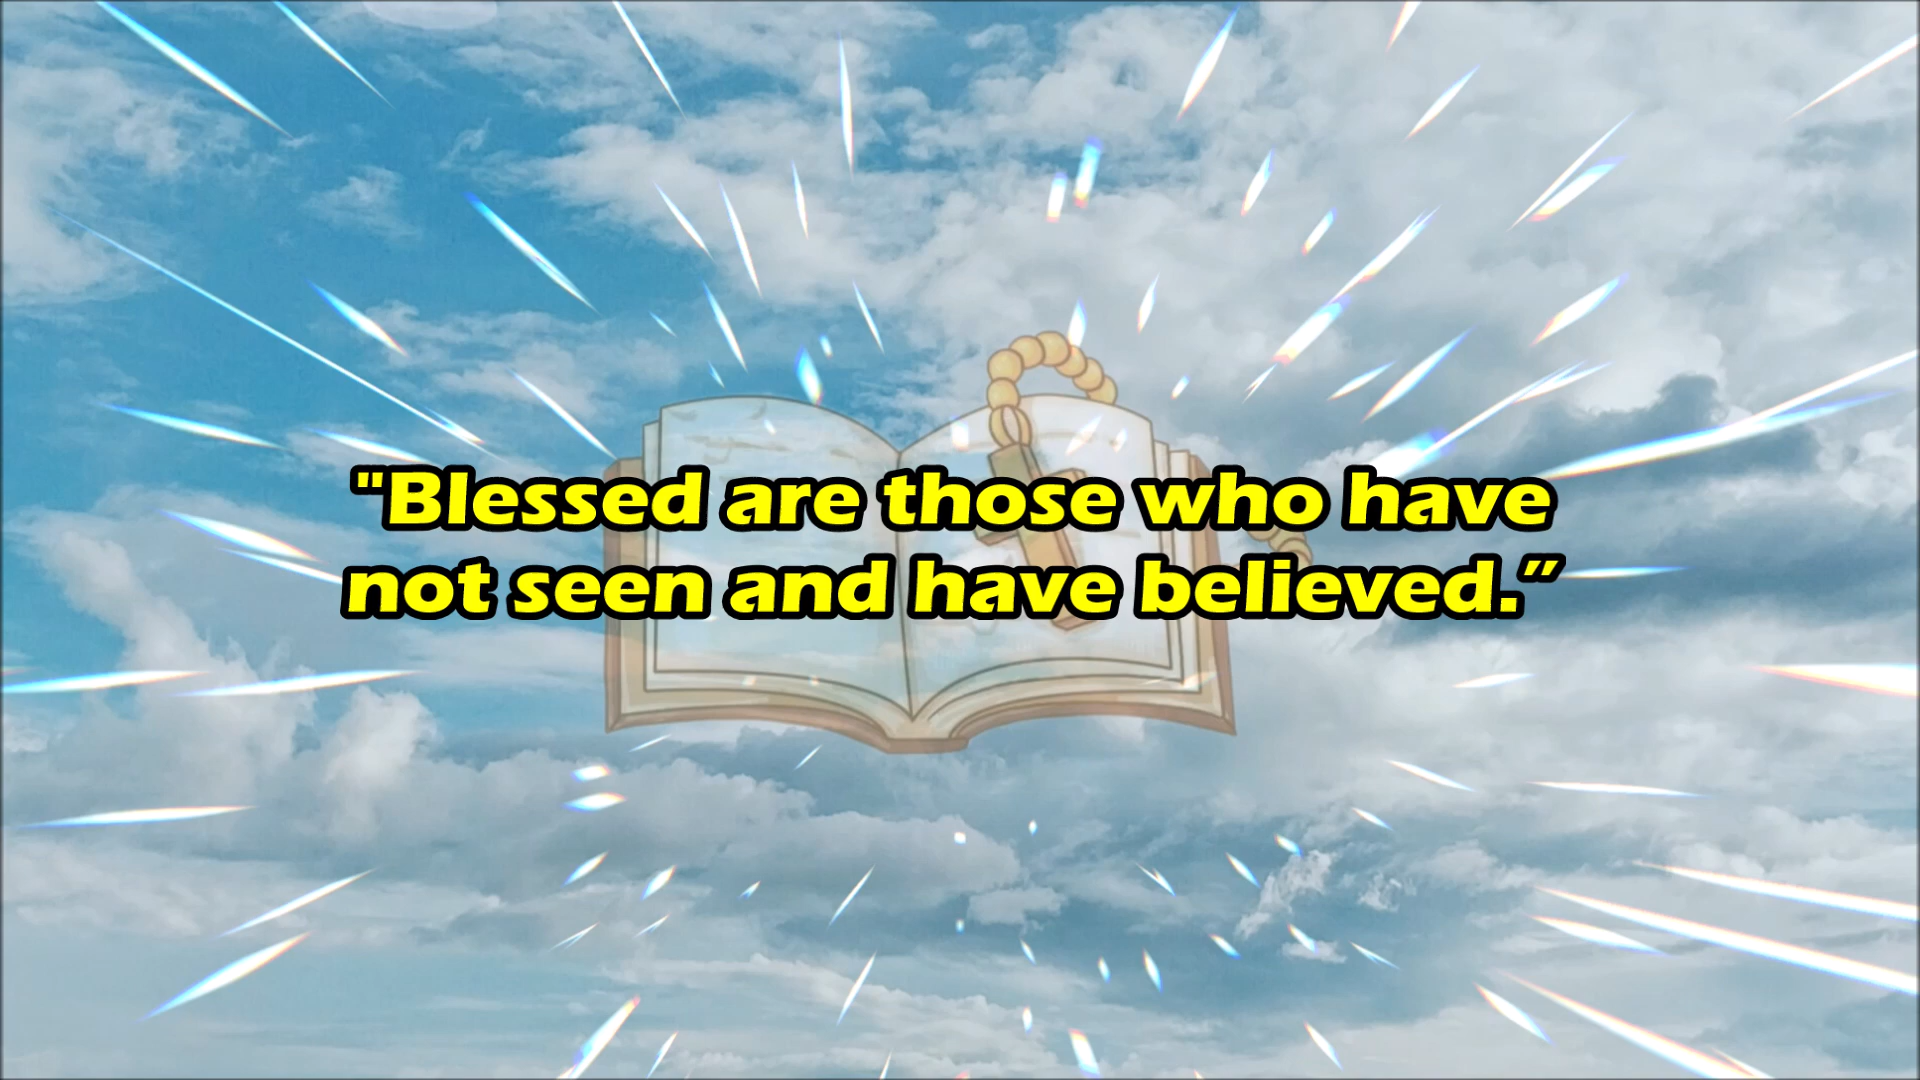 "Blessed are those who have
not seen and have believed.”